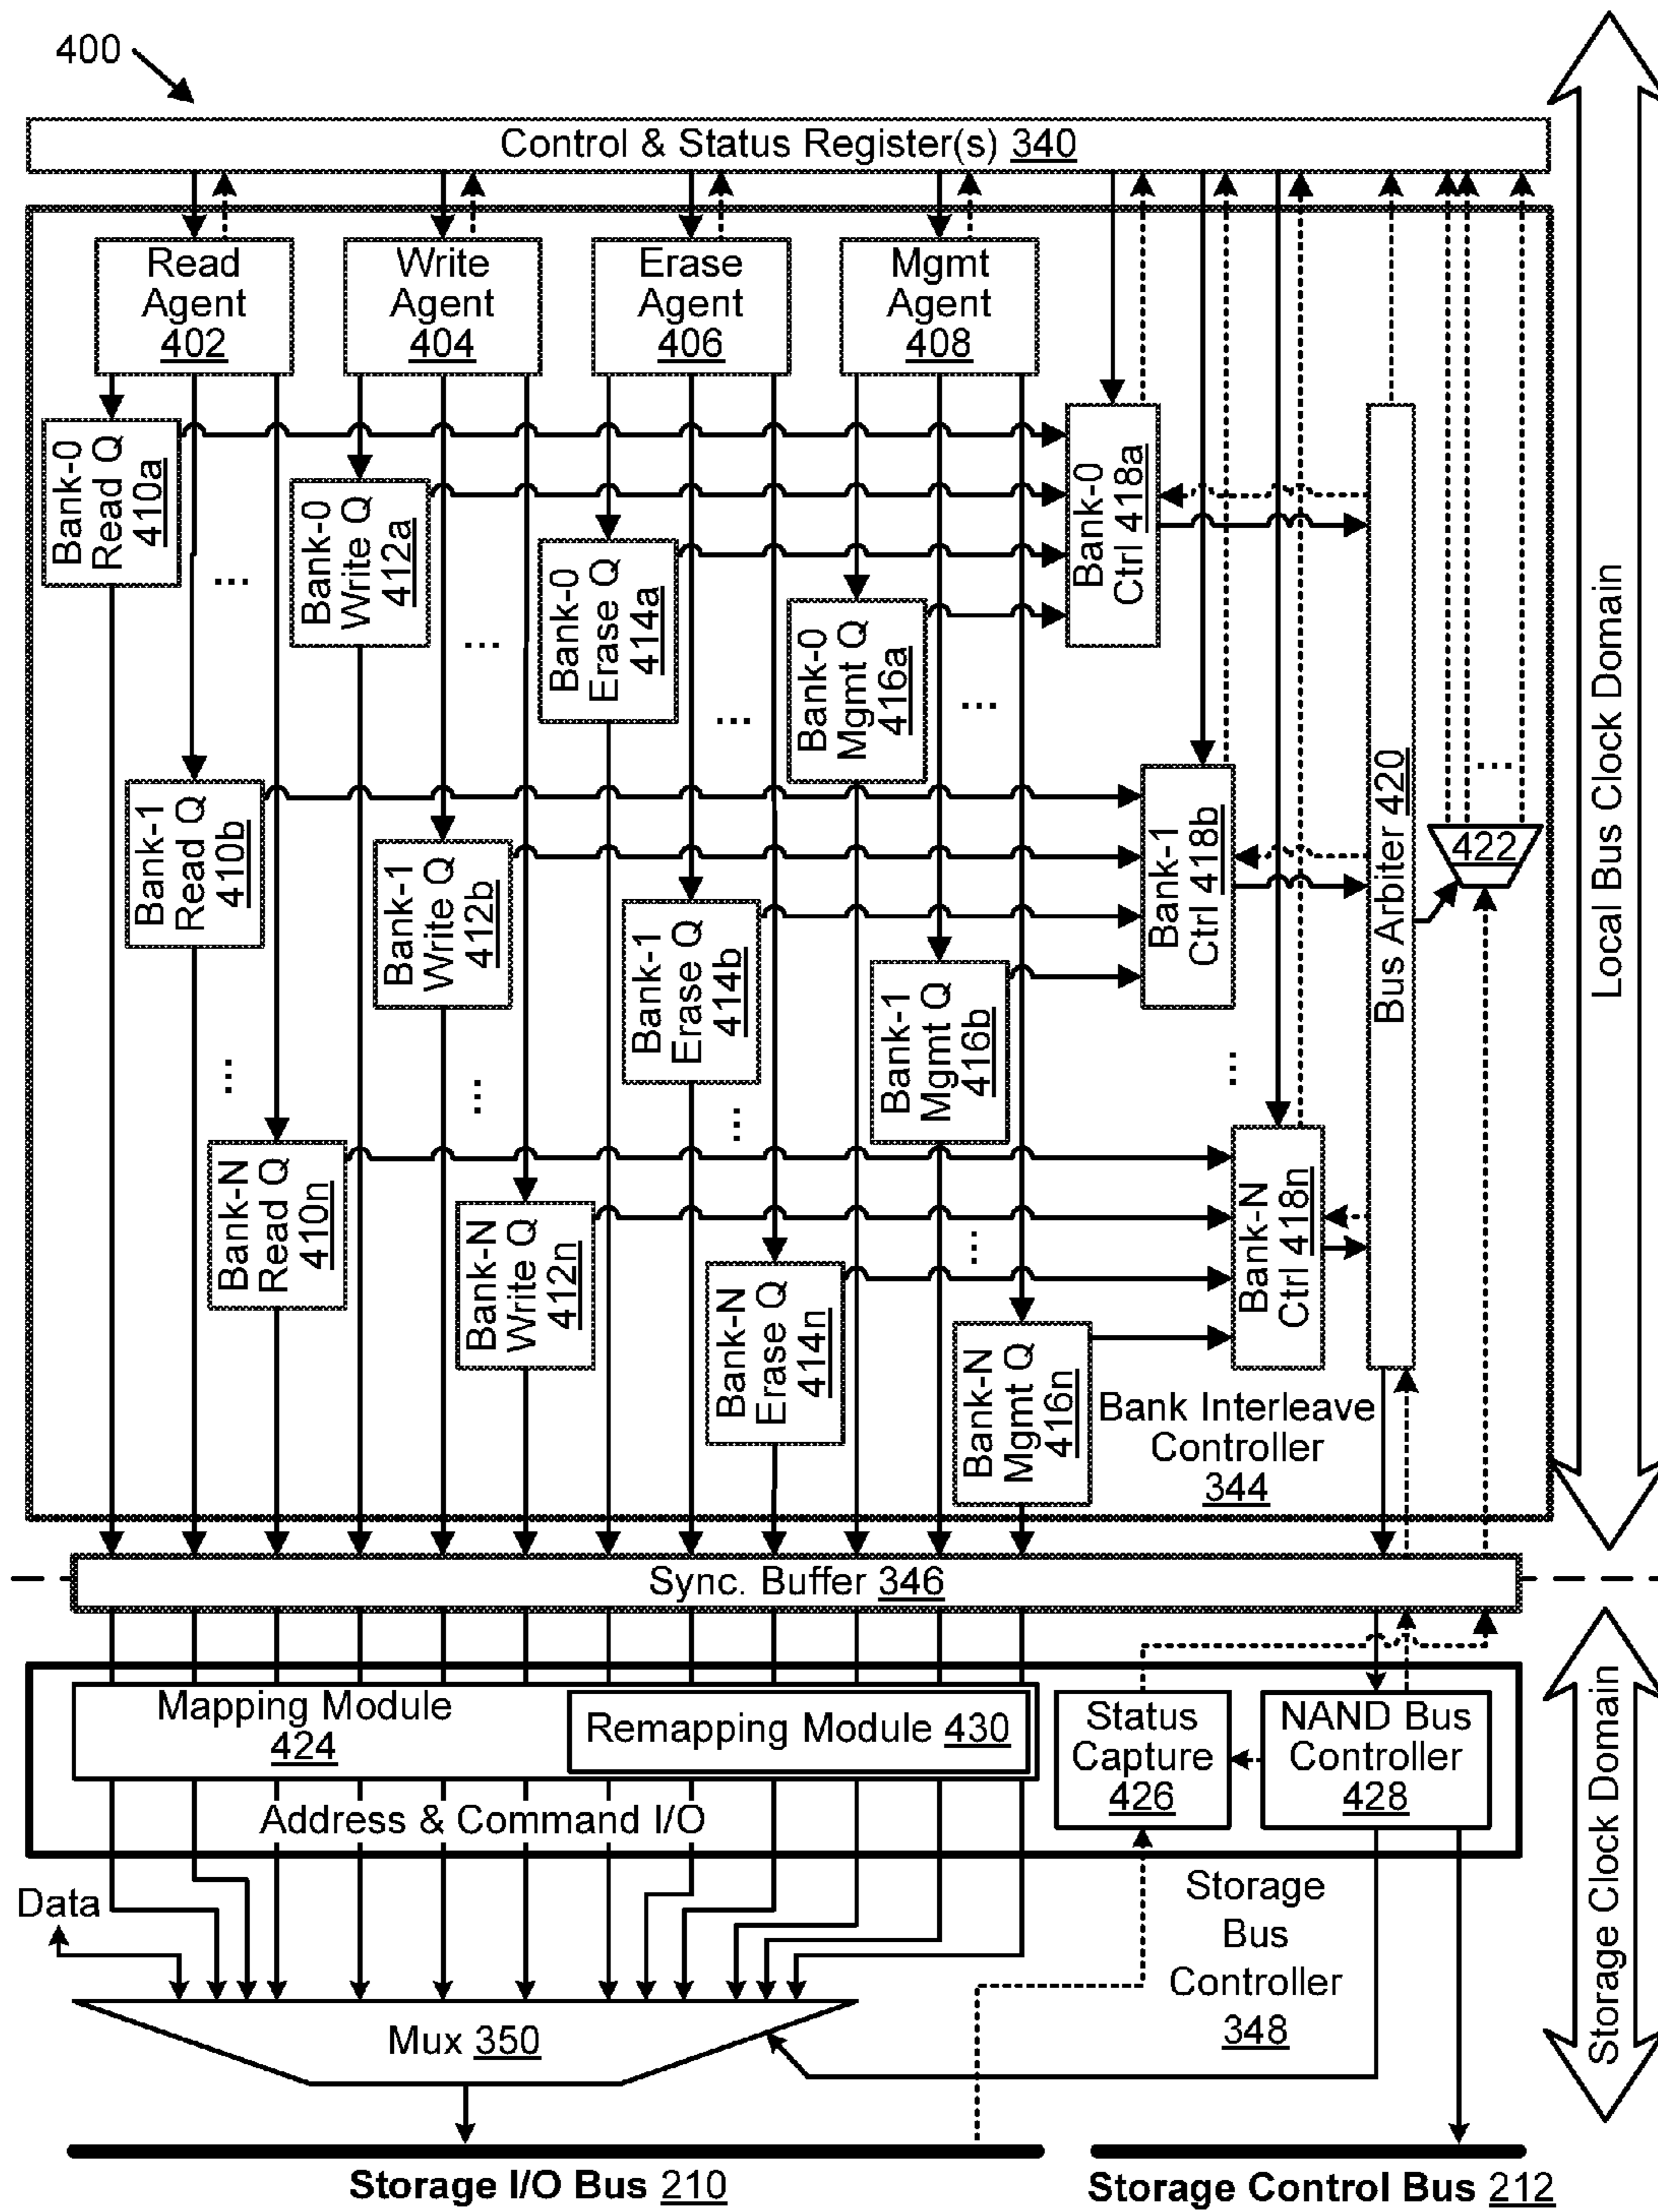 400
Control & Status Register(s) 340
Read
Agent
402
Write
Agent
404
Erase
Agent
406
Mgmt
Agent
408
Bank-0
Read Q
410a
...
Bank-0
Write Q
412a
...
Bank-0
Erase Q
414a
...
Bank-0
Mgmt Q
416a
...
Bank-0
Ctrl 418a
Bank-1
Read Q
410b
...
Bank-1
Write Q
412b
...
Bank-1
Erase Q
414b
...
Bank-1
Mgmt Q
416b
...
Bank-1
Ctrl 418b
...
Bus Arbiter 420
...
422
Bank-N
Read Q
410n
Bank-N
Write Q
412n
Bank-N
Erase Q
414n
Bank-N
Mgmt Q
416n
Bank-N
Ctrl 418n
Bank Interleave
Controller
344
Local Bus Clock Domain
Sync. Buffer 346
Mapping Module
424
Remapping Module 430
Status
Capture
426
NAND Bus
Controller
428
Address & Command I/O
Storage Clock Domain
Data
Storage
Bus
Controller
348
Mux 350
Storage I/O Bus 210
Storage Control Bus 212